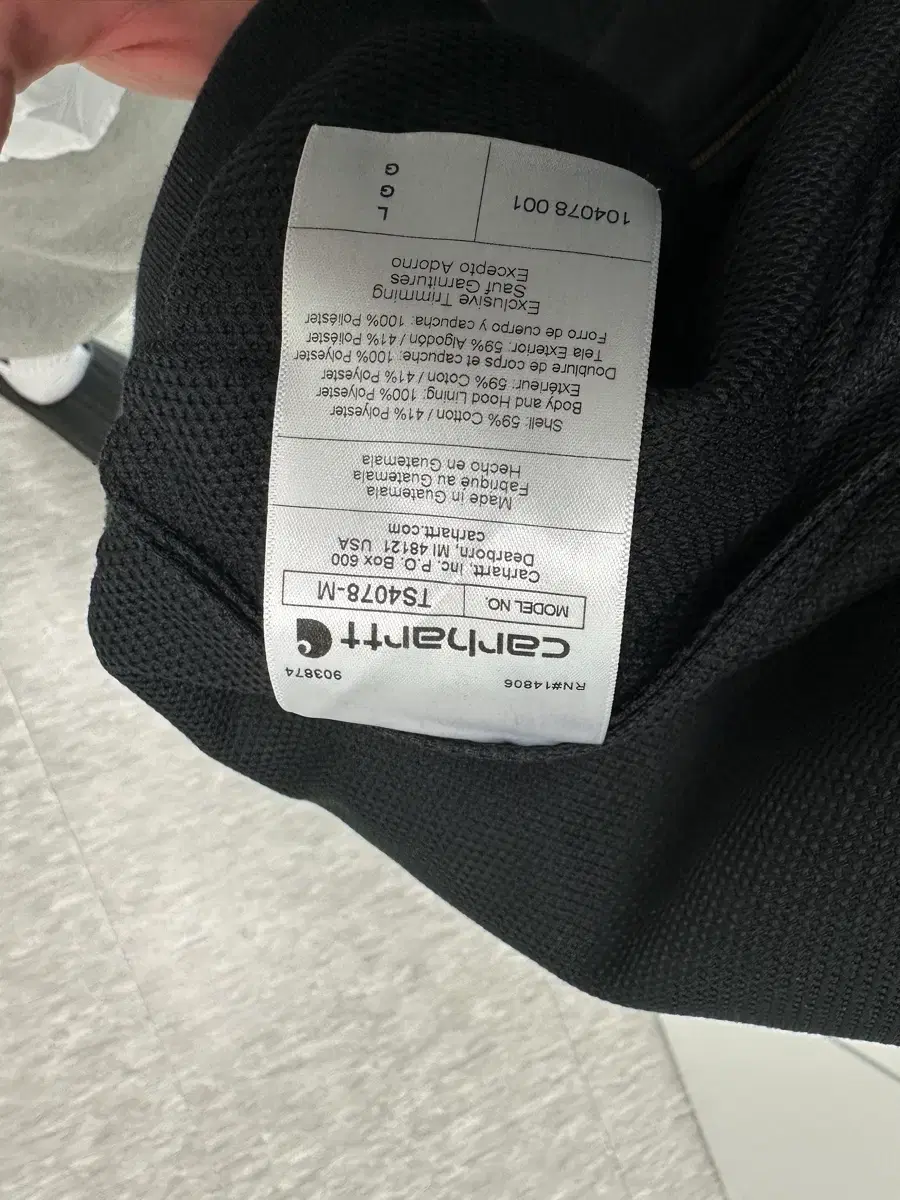 RN#14806 903874
carhartt
MODEL NO. TS4078-M
Carhartt, inc. P.O. Box 600
Dearborn, MI 48121 USA
carhartt.com
Made in Guatemala
Fabriqué au Guatemala
Hecho en Guatemala
Shell: 59% Cotton / 41% Polyester
Body and Hood Lining: 100% Polyester
Extérieur: 59% Coton / 41% Polyester
Doublure de corps et capuche: 100% Polyester
Tela Exterior: 59% Algodón / 41% Poliéster
Forro de cuerpo y capucha: 100% Poliéster
Exclusive Trimming
Sauf Garnitures
Excepto Adorno
104078 001
L
G
G